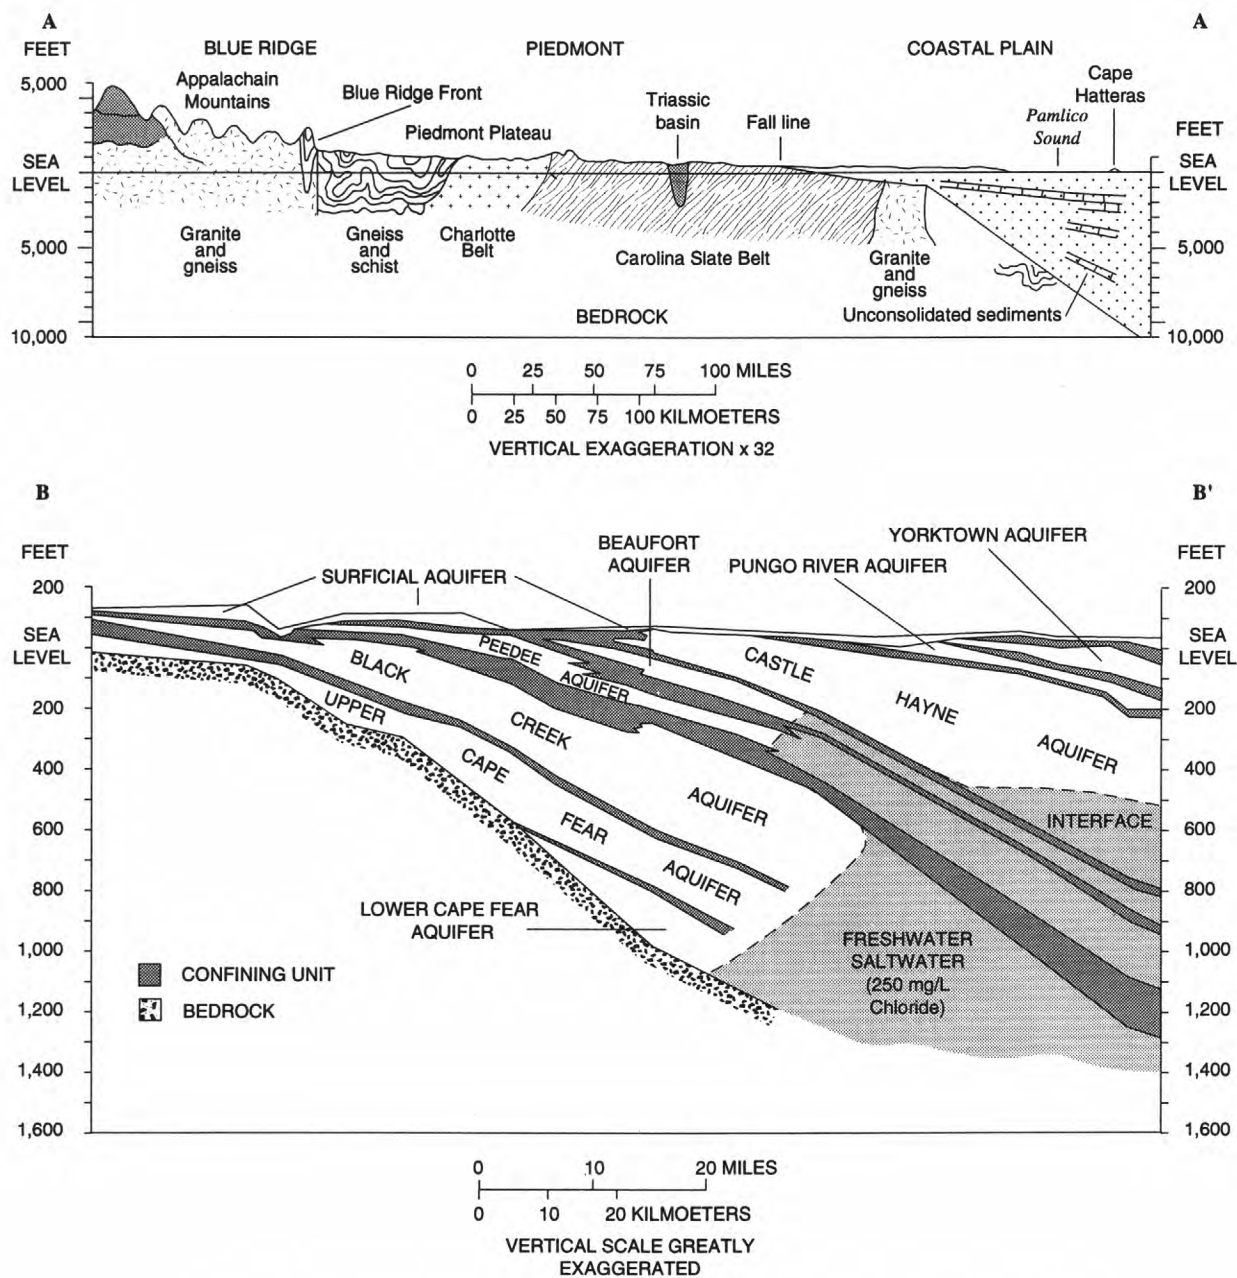 A
A
FEET
BLUE RIDGE
PIEDMONT
COASTAL PLAIN
5,000
Appalachain
Mountains
Blue Ridge Front
Piedmont Plateau
Triassic
basin
Fall line
Cape
Hatteras
Pamlico
Sound
FEET
SEA
LEVEL
SEA
LEVEL
Granite
and
gneiss
Gneiss
and
schist
Charlotte
Belt
Carolina Slate Belt
Granite
and
gneiss
5,000
5,000
Unconsolidated sediments
BEDROCK
10,000
10,000
0 25 50 75 100 MILES
0 25 50 75 100 KILMOETERS
VERTICAL EXAGGERATION x 32
B
B'
FEET
FEET
SURFICIAL AQUIFER
BEAUFORT
AQUIFER
PUNGO RIVER AQUIFER
YORKTOWN AQUIFER
200
200
SEA
LEVEL
SEA
LEVEL
PEEDEE
AQUIFER
CASTLE
HAYNE
AQUIFER
BLACK
CREEK
AQUIFER
UPPER
CAPE
FEAR
AQUIFER
200
200
400
400
600
600
INTERFACE
800
800
LOWER CAPE FEAR
AQUIFER
FRESHWATER
SALTWATER
(250 mg/L
Chloride)
1,000
1,000
CONFINING UNIT
BEDROCK
1,200
1,200
1,400
1,400
1,600
1,600
0 10 20 MILES
0 10 20 KILMOETERS
VERTICAL SCALE GREATLY
EXAGGERATED